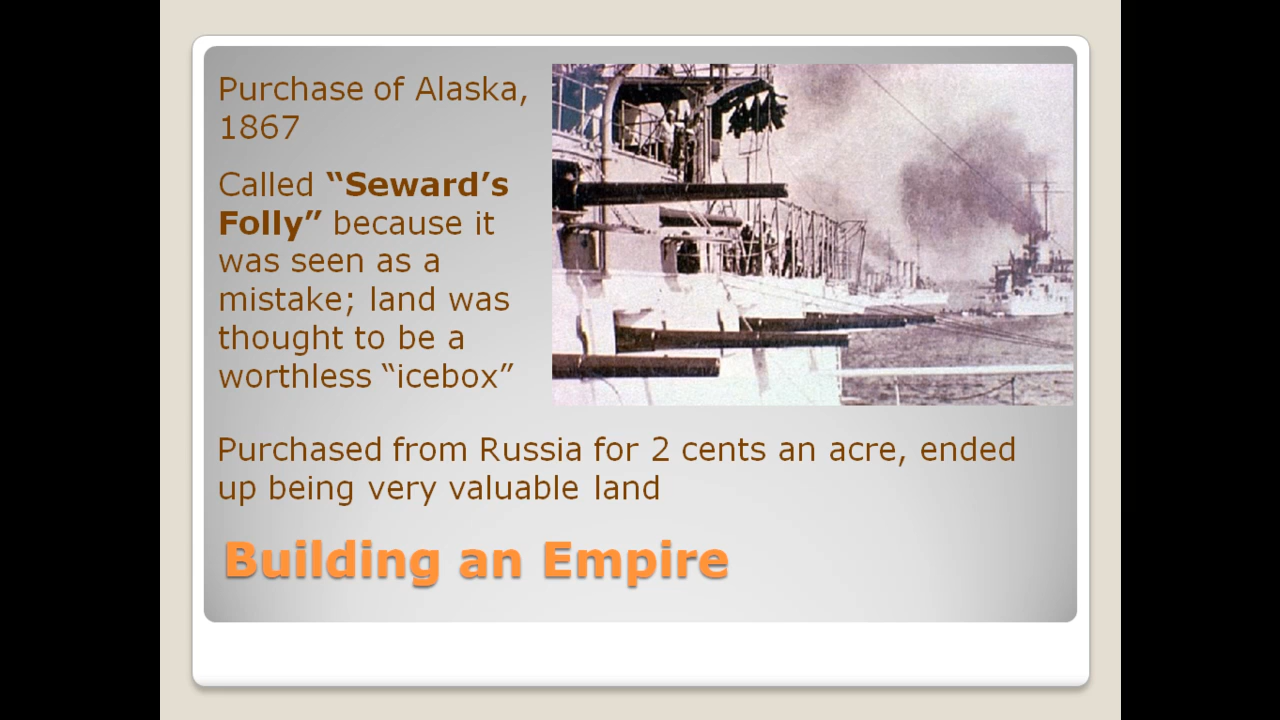 Purchase of Alaska,
1867
Called “Seward’s
Folly” because it
was seen as a
mistake; land was
thought to be a
worthless “icebox”
Purchased from Russia for 2 cents an acre, ended
up being very valuable land
Building an Empire